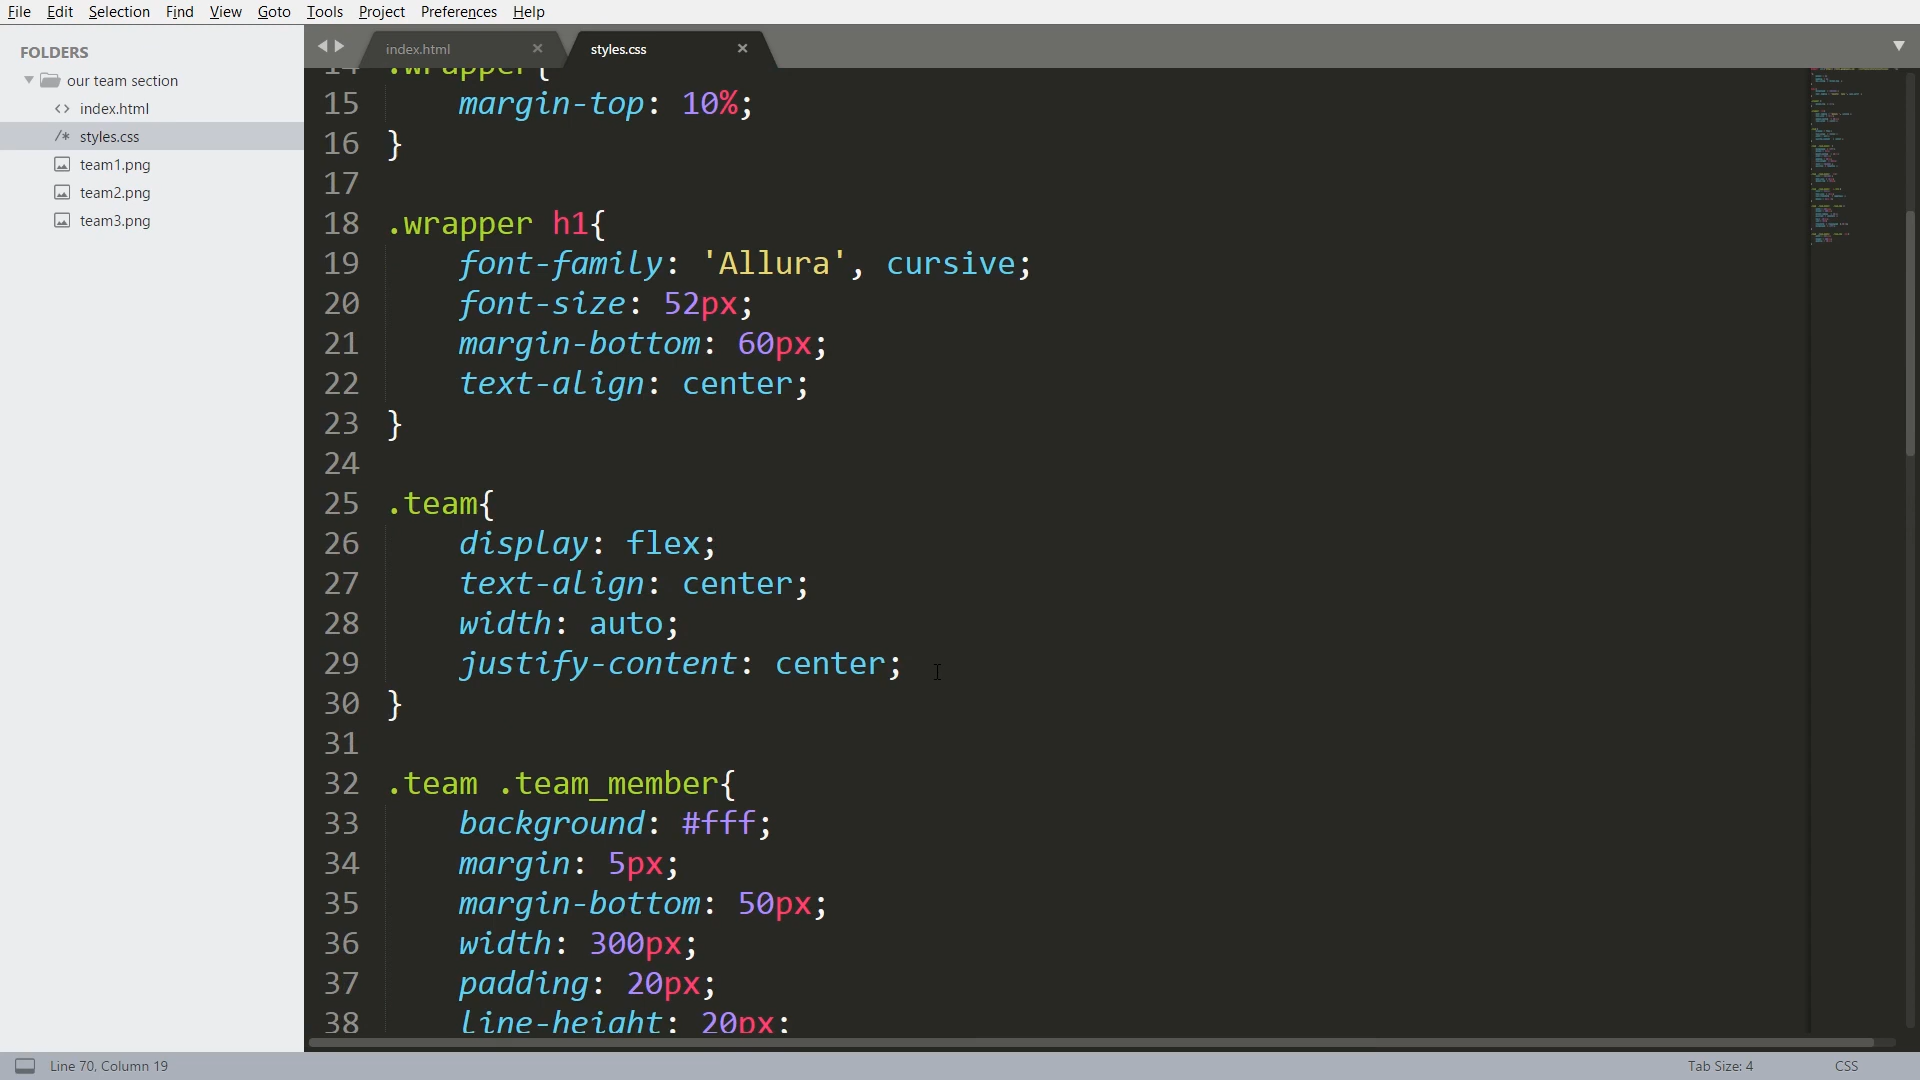 File Edit Selection Find View Goto Tools Project Preferences Help
FOLDERS
our team section
index.html
styles.css
team1.png
team2.png
team3.png
index.html × styles.css ×
14 .wrapper{
15 margin-top: 10%;
16 }
17
18 .wrapper h1{
19 font-family: 'Allura', cursive;
20 font-size: 52px;
21 margin-bottom: 60px;
22 text-align: center;
23 }
24
25 .team{
26 display: flex;
27 text-align: center;
28 width: auto;
29 justify-content: center;
30 }
31
32 .team .team_member{
33 background: #fff;
34 margin: 5px;
35 margin-bottom: 50px;
36 width: 300px;
37 padding: 20px;
38 line-height: 20px;
Line 70, Column 19 Tab Size: 4 CSS